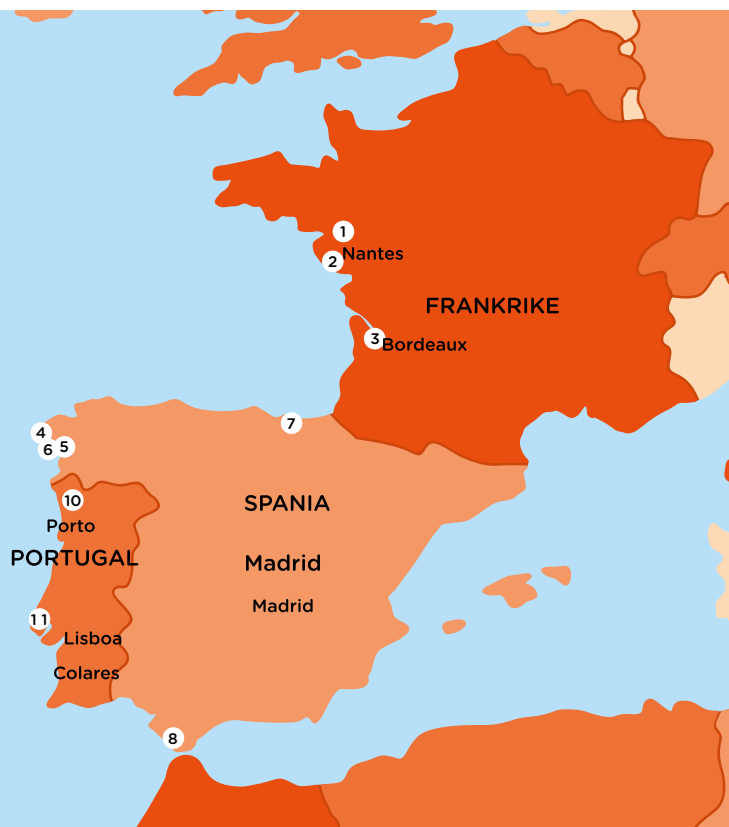 1
2
Nantes
FRANKRIKE
3
Bordeaux
7
4
6
5
10
SPANIA
Porto
PORTUGAL
Madrid
Madrid
11
Lisboa
Colares
8